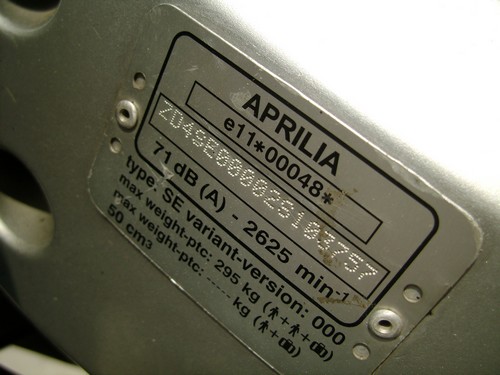 APRILIA
e11*00048*
71 dB (A) - 2625 min-1
type: SE variant-version: 000
max weight-ptc: 295 kg ( + + )
max weight-ptc: ----- kg ( + )
50 cm3